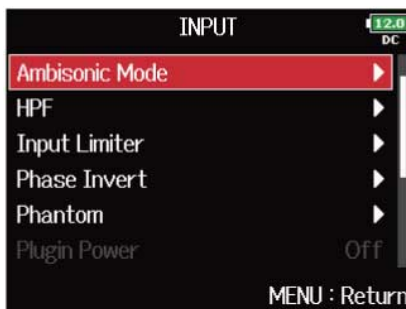 INPUT
12.0
DC
Ambisonic Mode
HPF
Input Limiter
Phase Invert
Phantom
Plugin Power Off
MENU : Return